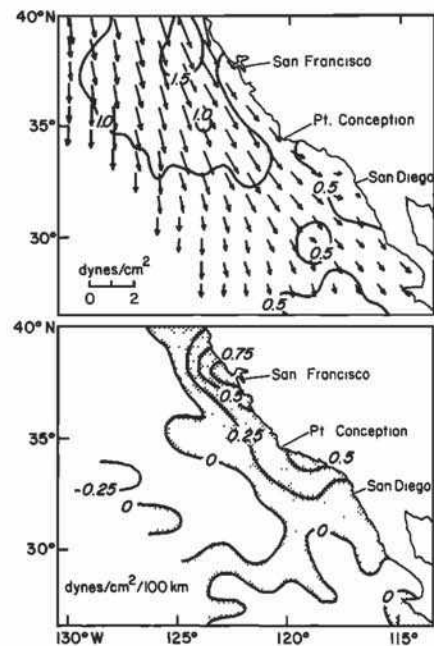 40°N
1.5
San Francisco
1.0
1.0
35°
Pt. Conception
San Diego
0.5
30°
dynes/cm²
0.5
0 2
0.5
40°N
0.75
San Francisco
0.5
0.25
Pt Conception
35°
0
0.5
-0.25
San Diego
0
0
30°
dynes/cm²/100 km
0
130°W 125° 120° 115°